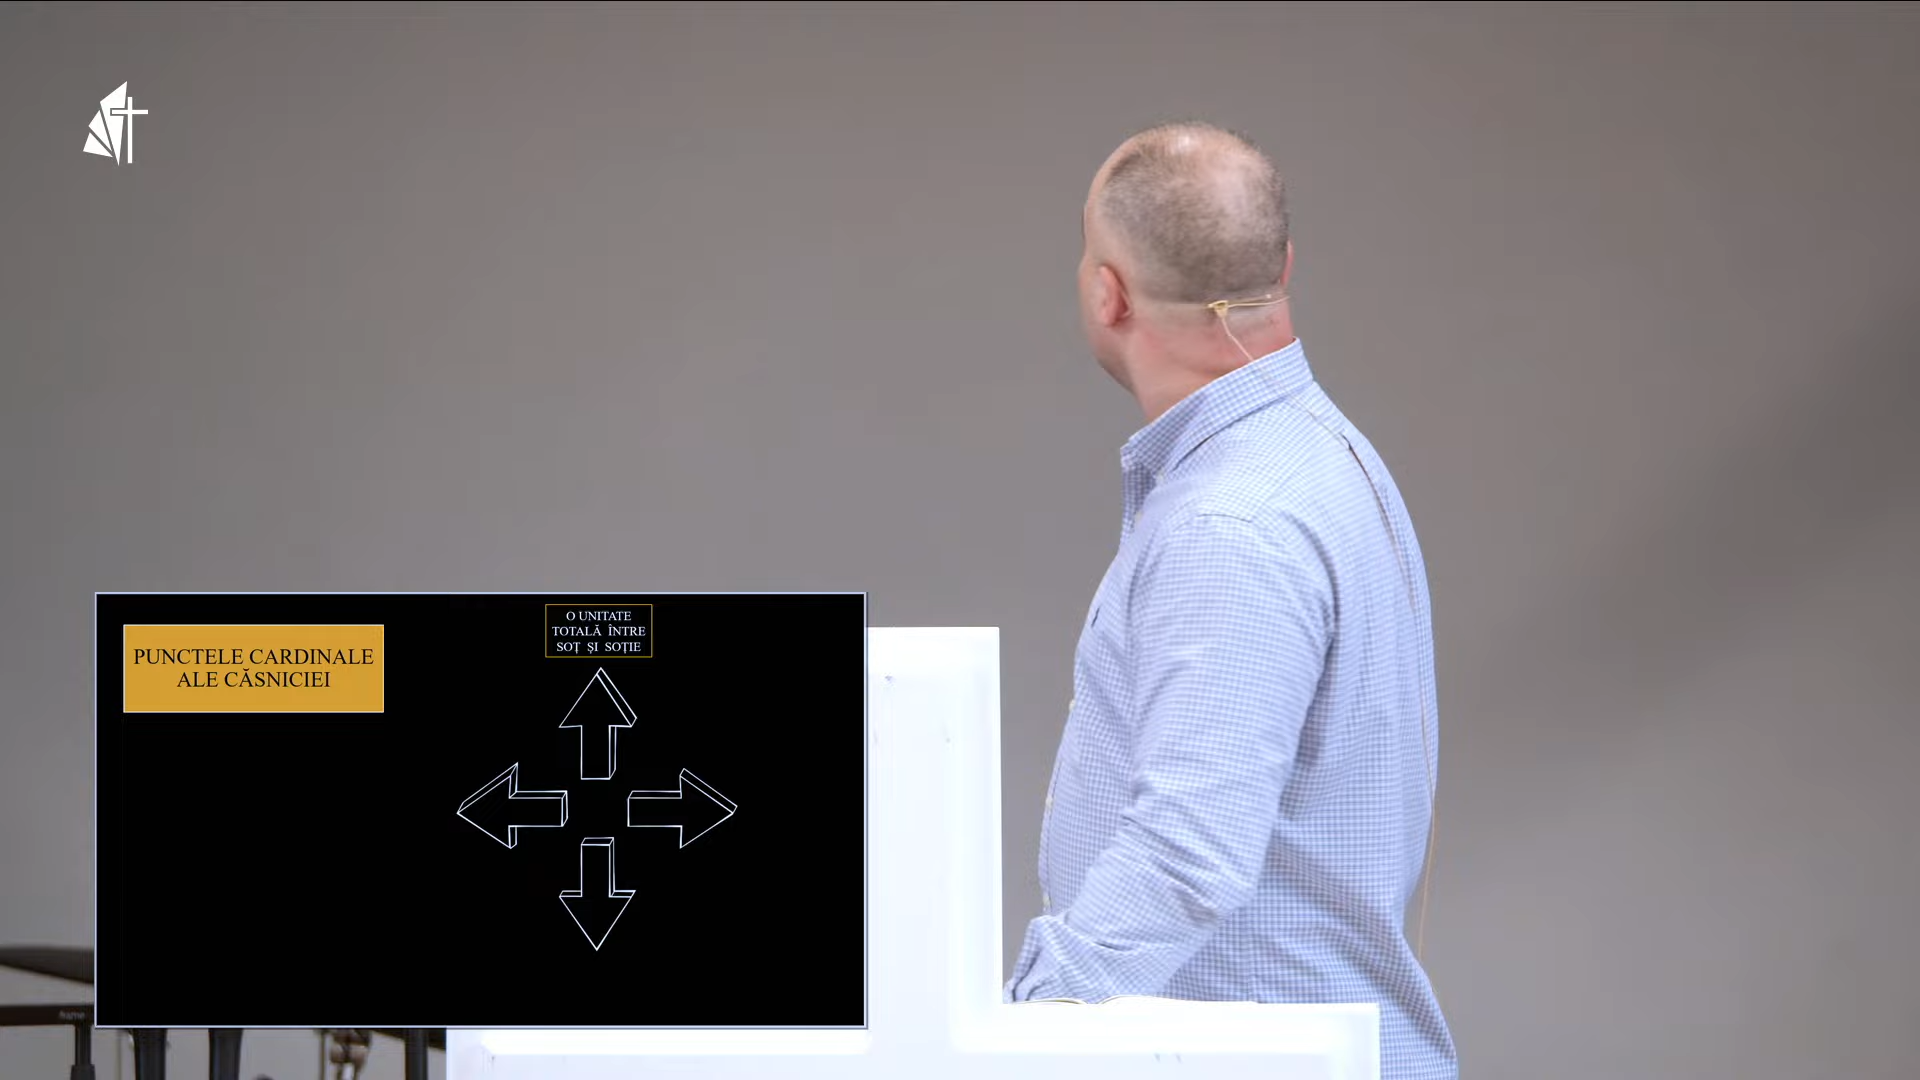 PUNCTELE CARDINALE
ALE CĂSNICIEI
O UNITATE
TOTALĂ ÎNTRE
SOȚ ȘI SOȚIE